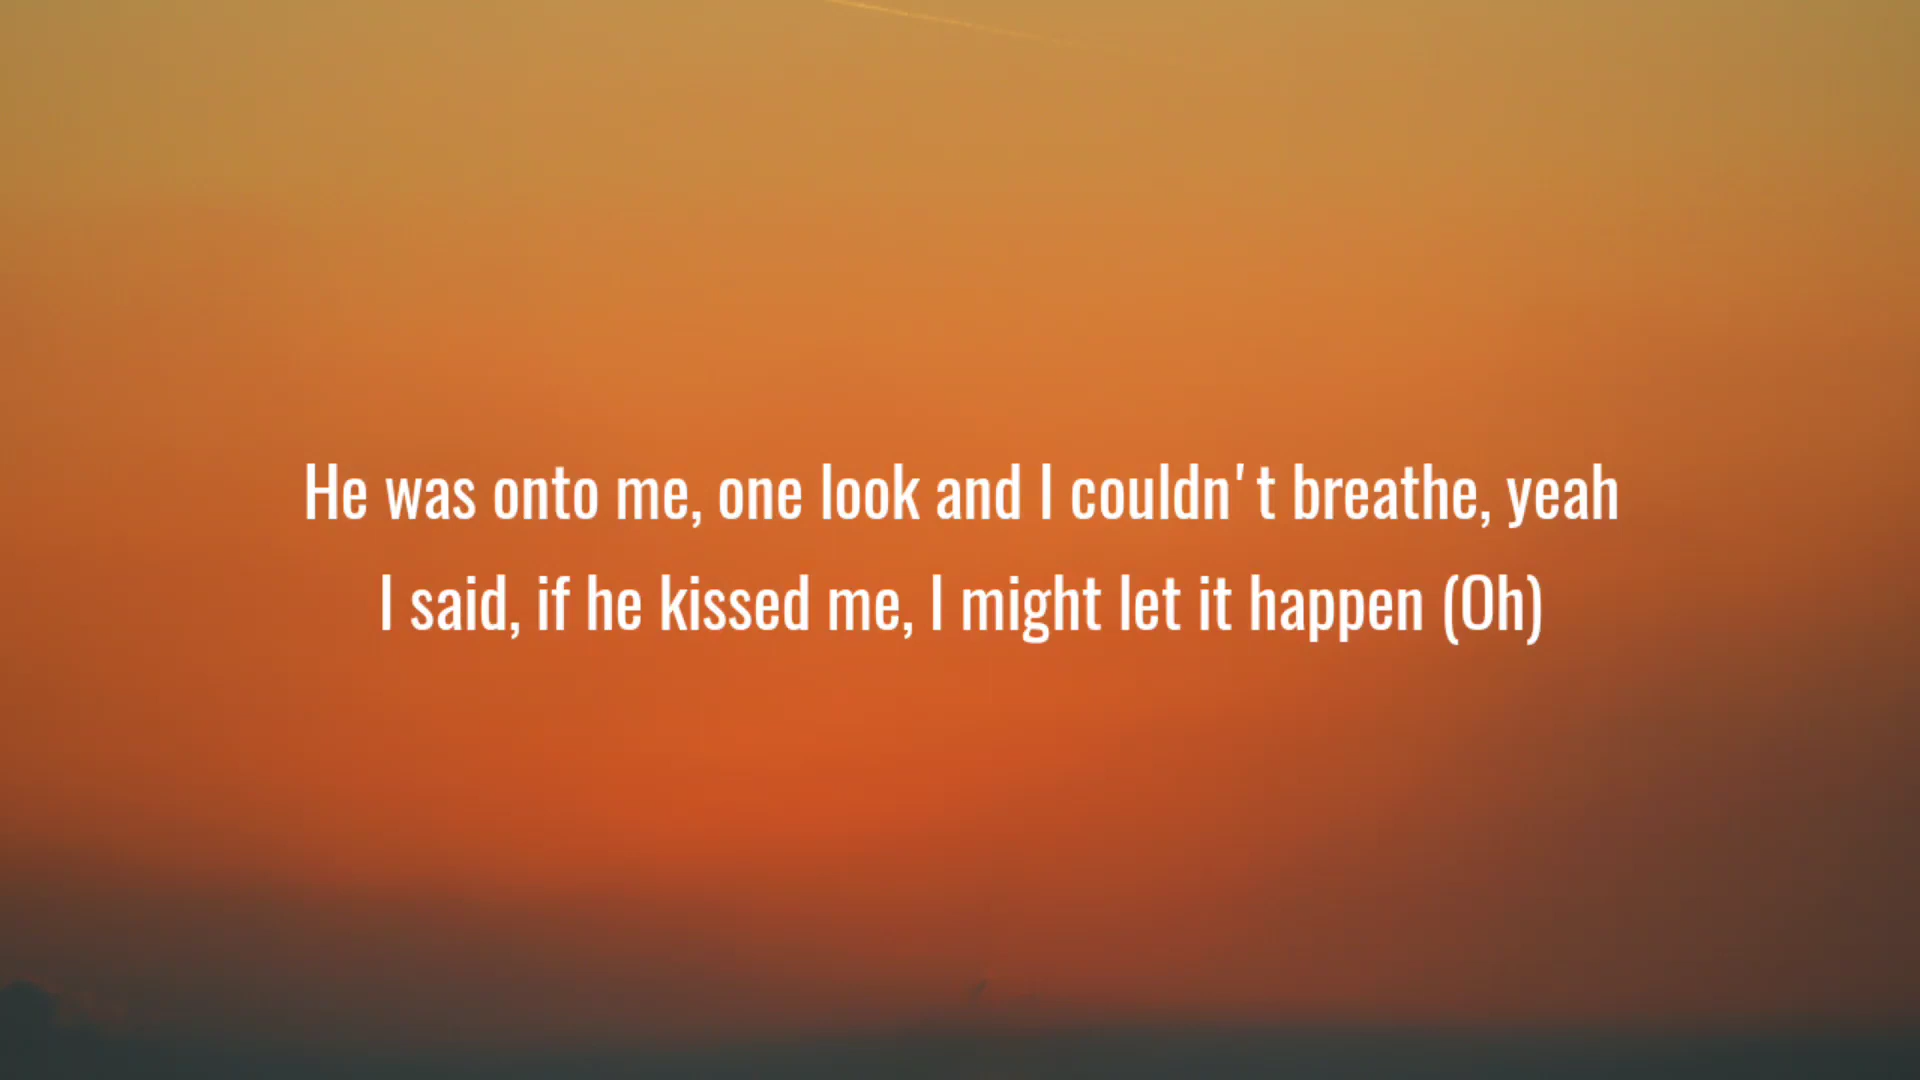 He was onto me, one look and I couldn't breathe, yeah
I said, if he kissed me, I might let it happen (Oh)